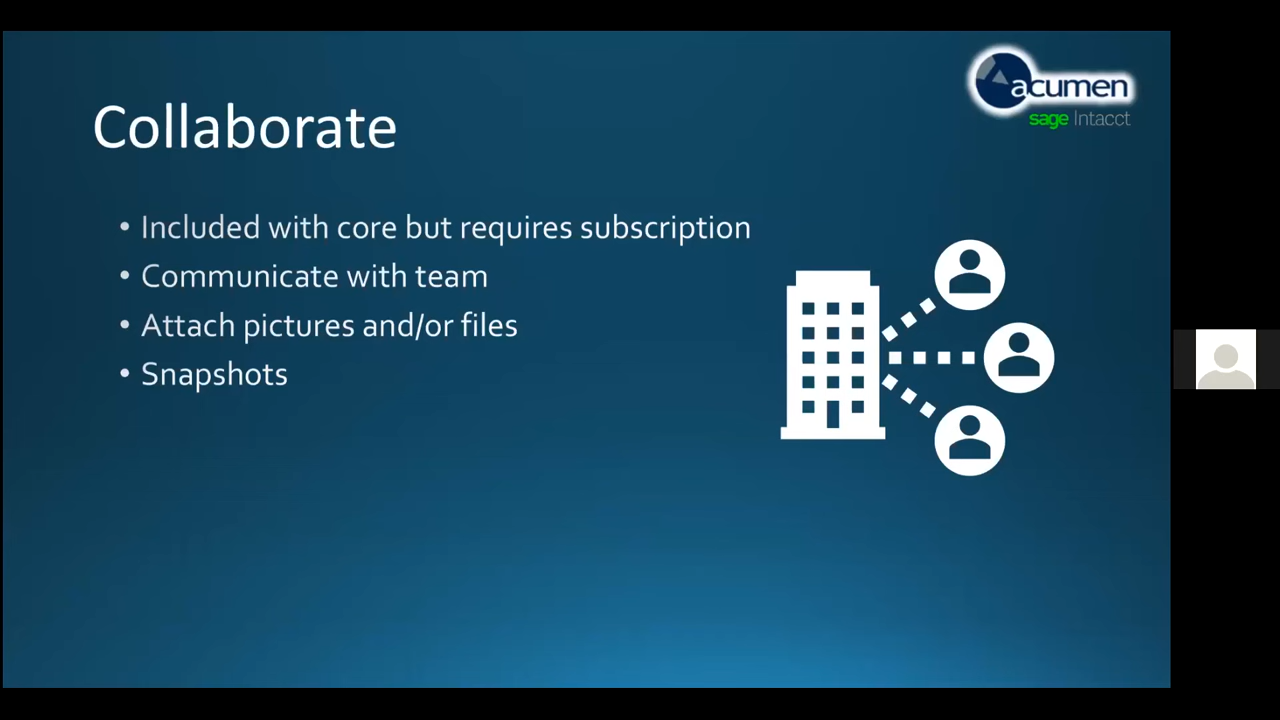 acumen
sage Intacct
Collaborate
• Included with core but requires subscription
• Communicate with team
• Attach pictures and/or files
• Snapshots